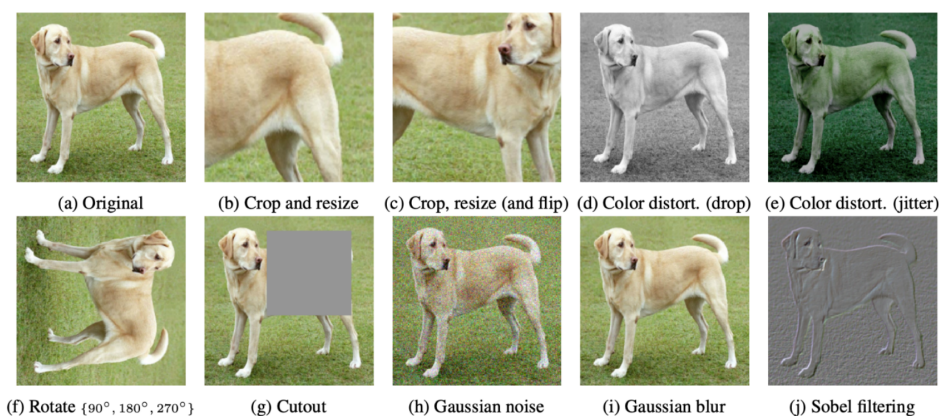 (a) Original
(b) Crop and resize
(c) Crop, resize (and flip)
(d) Color distort. (drop)
(e) Color distort. (jitter)
(f) Rotate {90°, 180°, 270°}
(g) Cutout
(h) Gaussian noise
(i) Gaussian blur
(j) Sobel filtering